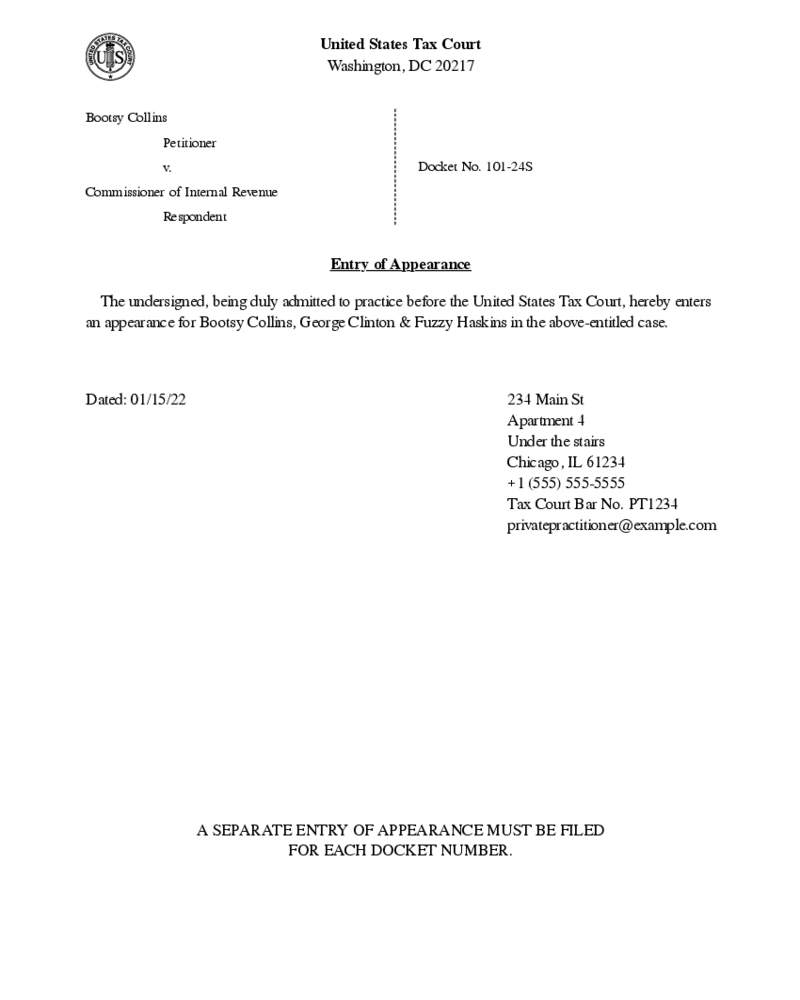 UNITED STATES TAX COURT
US
United States Tax Court
Washington, DC 20217
Bootsy Collins
Petitioner
v.
Docket No. 101-24S
Commissioner of Internal Revenue
Respondent
Entry of Appearance
The undersigned, being duly admitted to practice before the United States Tax Court, hereby enters
an appearance for Bootsy Collins, George Clinton & Fuzzy Haskins in the above-entitled case.
Dated: 01/15/22
234 Main St
Apartment 4
Under the stairs
Chicago, IL 61234
+1 (555) 555-5555
Tax Court Bar No. PT1234
privatepractitioner@example.com
A SEPARATE ENTRY OF APPEARANCE MUST BE FILED
FOR EACH DOCKET NUMBER.